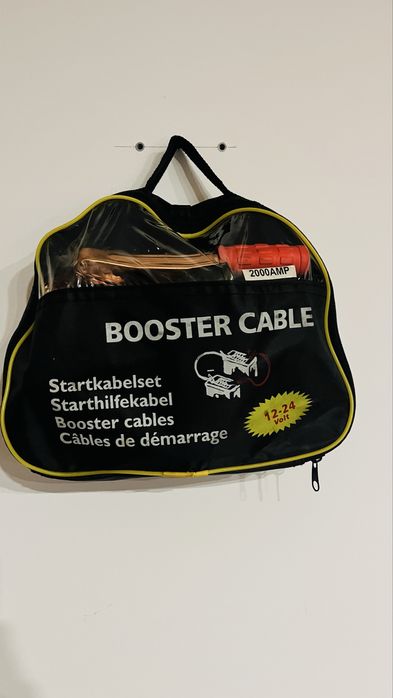 2000AMP
BOOSTER CABLE
Startkabelset
Starthilfekabel
Booster cables
Câbles de démarrage
12-24
Volt